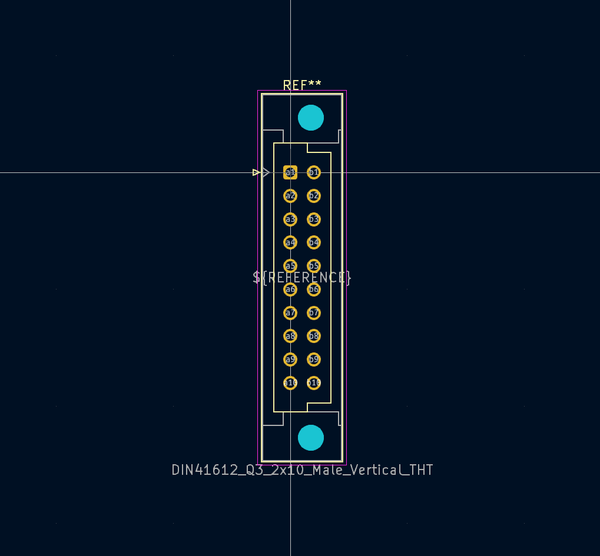 REF**
a1 b1
a2 b2
a3 b3
a4 b4
a5 b5
${REFERENCE}
a6 b6
a7 b7
a8 b8
a9 b9
a10 b10
DIN41612_Q3_2x10_Male_Vertical_THT